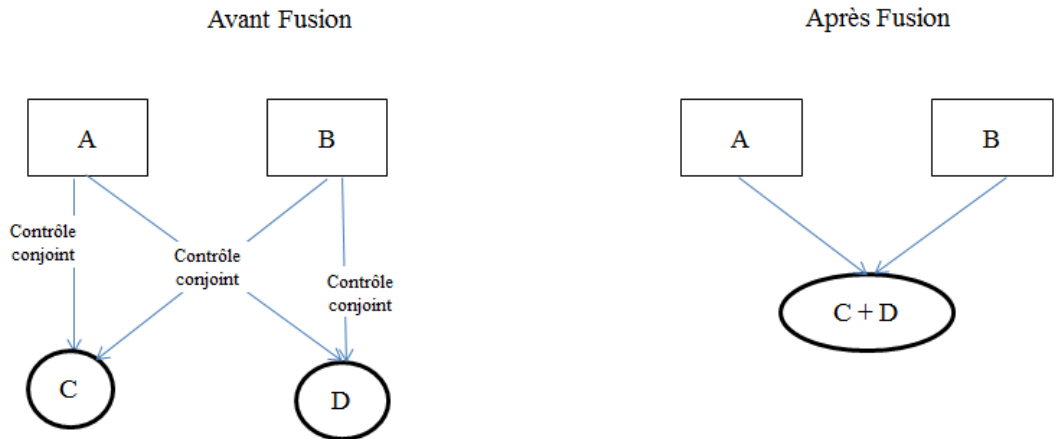 Avant Fusion
Après Fusion
A
B
A
B
Contrôle
conjoint
Contrôle
conjoint
Contrôle
conjoint
C + D
C
D